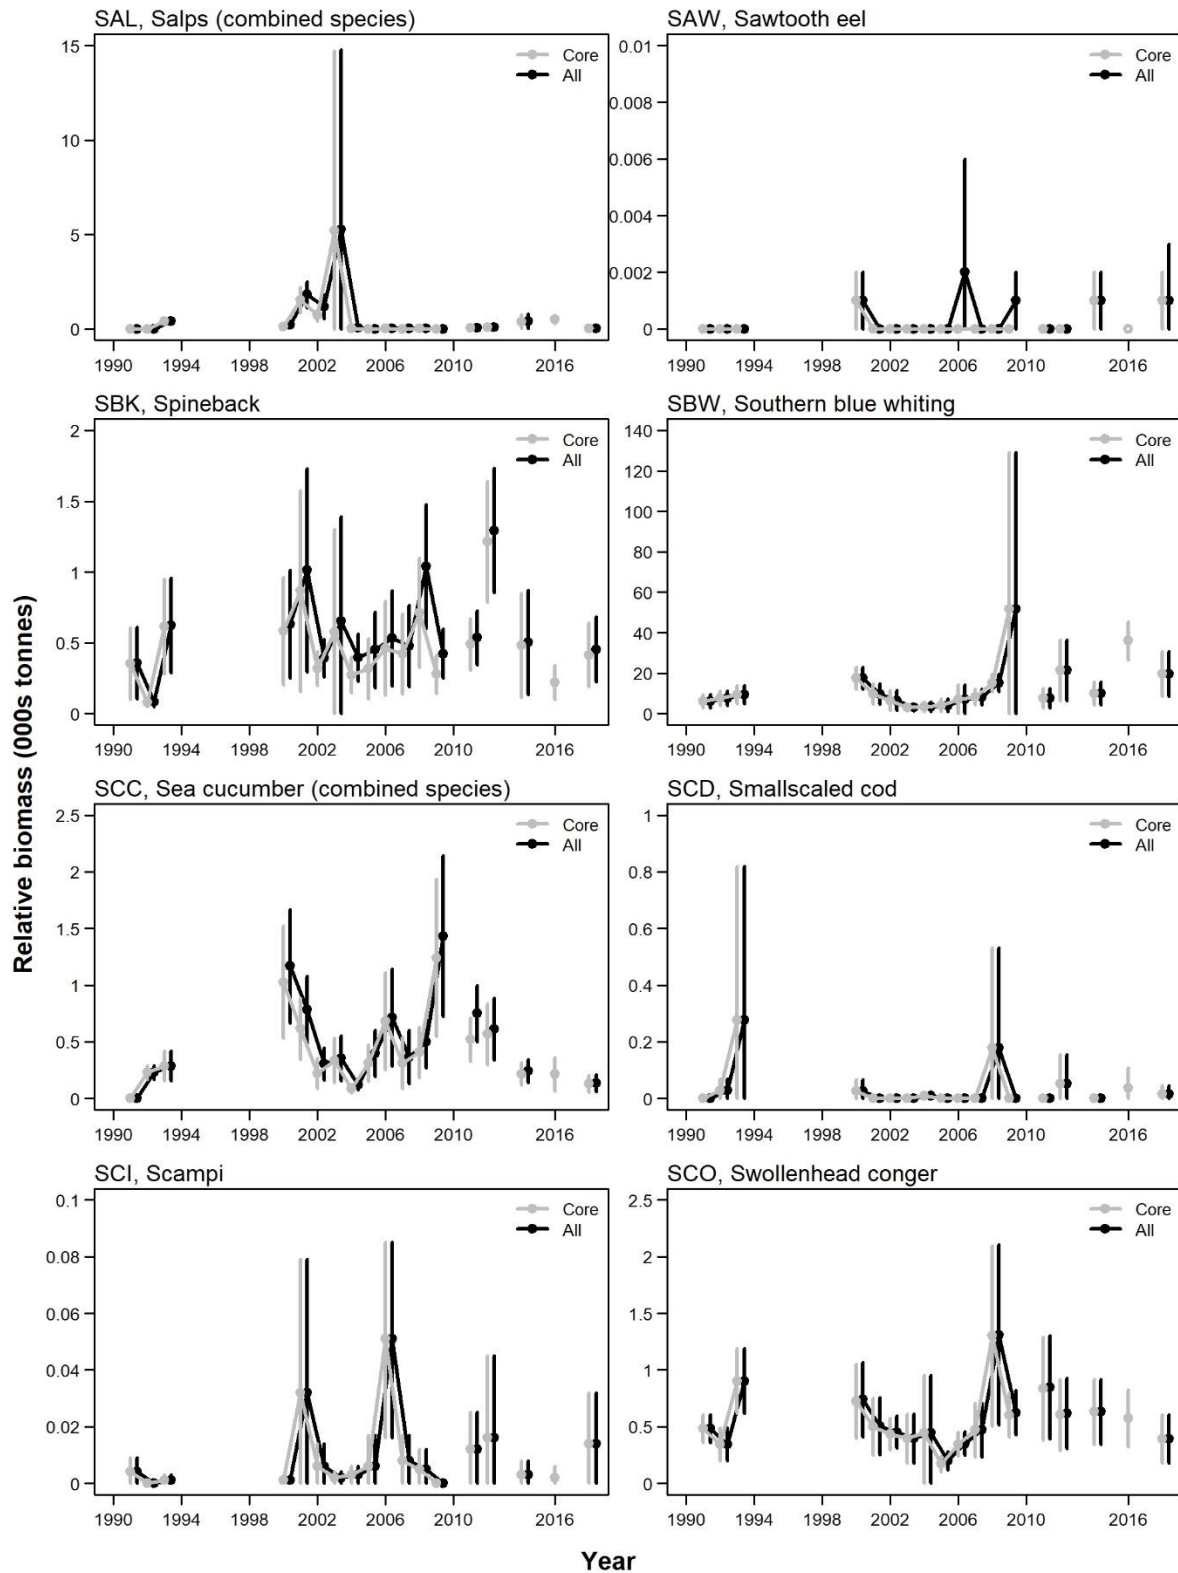 SAL, Salps (combined species)
Core
All
15
10
5
0
1990 1994 1998 2002 2006 2010 2016
SAW, Sawtooth eel
Core
All
0.01
0.008
0.006
0.004
0.002
0
1990 1994 1998 2002 2006 2010 2016
SBK, Spineback
Core
All
2
1.5
1
0.5
0
1990 1994 1998 2002 2006 2010 2016
SBW, Southern blue whiting
Core
All
140
120
100
80
60
40
20
0
1990 1994 1998 2002 2006 2010 2016
Relative biomass (000s tonnes)
SCC, Sea cucumber (combined species)
Core
All
2.5
2
1.5
1
0.5
0
1990 1994 1998 2002 2006 2010 2016
SCD, Smallscaled cod
Core
All
1
0.8
0.6
0.4
0.2
0
1990 1994 1998 2002 2006 2010 2016
SCI, Scampi
Core
All
0.1
0.08
0.06
0.04
0.02
0
1990 1994 1998 2002 2006 2010 2016
SCO, Swollenhead conger
Core
All
2.5
2
1.5
1
0.5
0
1990 1994 1998 2002 2006 2010 2016
Year